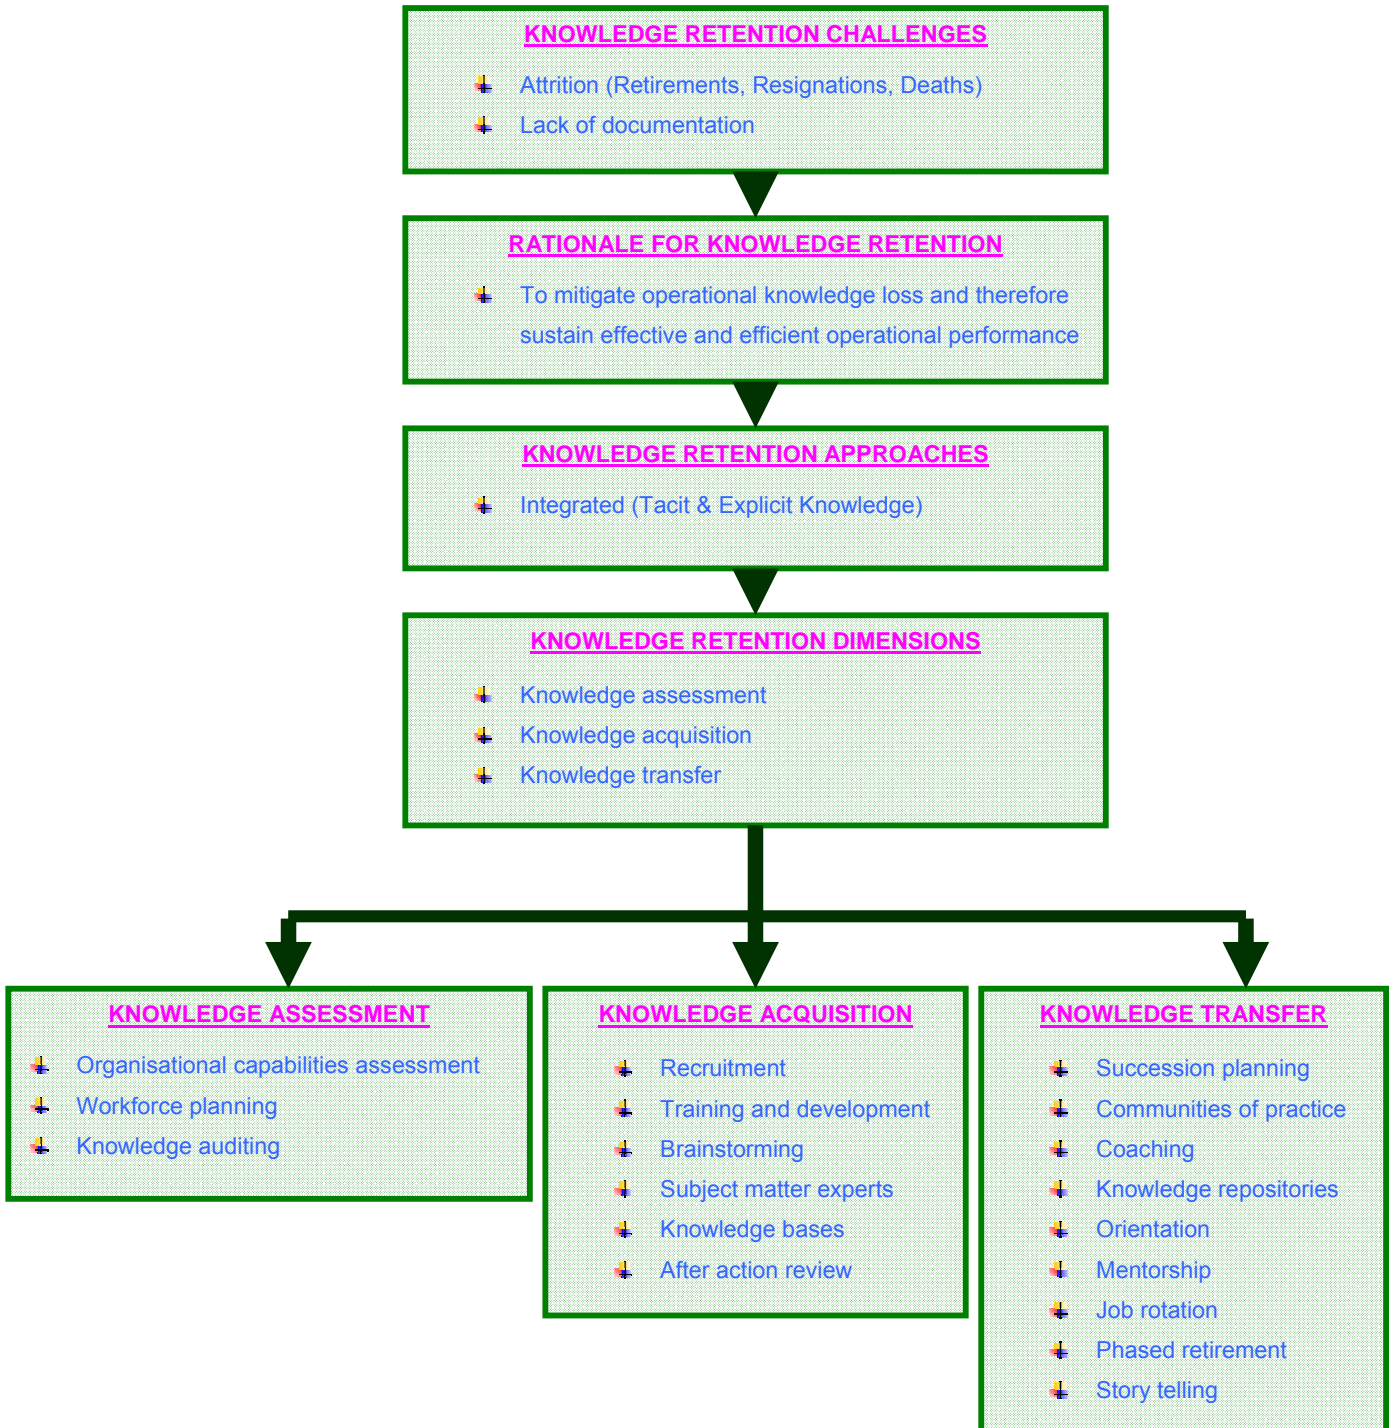 KNOWLEDGE RETENTION CHALLENGES
Attrition (Retirements, Resignations, Deaths)
Lack of documentation
RATIONALE FOR KNOWLEDGE RETENTION
To mitigate operational knowledge loss and therefore
sustain effective and efficient operational performance
KNOWLEDGE RETENTION APPROACHES
Integrated (Tacit & Explicit Knowledge)
KNOWLEDGE RETENTION DIMENSIONS
Knowledge assessment
Knowledge acquisition
Knowledge transfer
KNOWLEDGE ASSESSMENT
Organisational capabilities assessment
Workforce planning
Knowledge auditing
KNOWLEDGE ACQUISITION
Recruitment
Training and development
Brainstorming
Subject matter experts
Knowledge bases
After action review
KNOWLEDGE TRANSFER
Succession planning
Communities of practice
Coaching
Knowledge repositories
Orientation
Mentorship
Job rotation
Phased retirement
Story telling